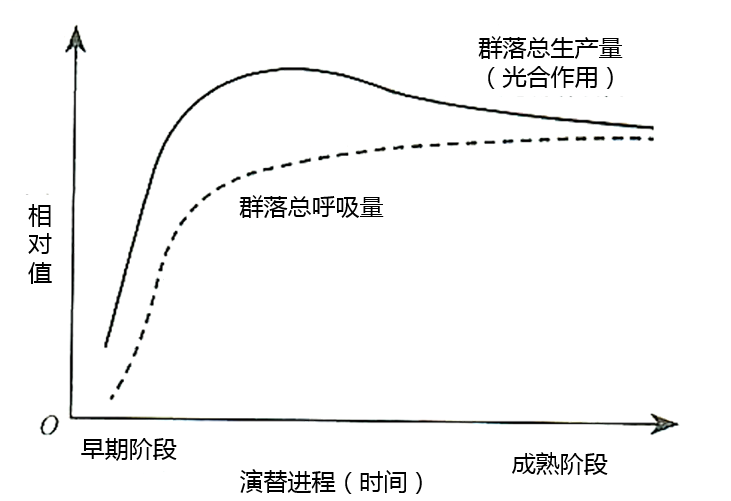 群落总生产量
（光合作用）
相
对
值
群落总呼吸量
O
早期阶段
成熟阶段
演替进程（时间）